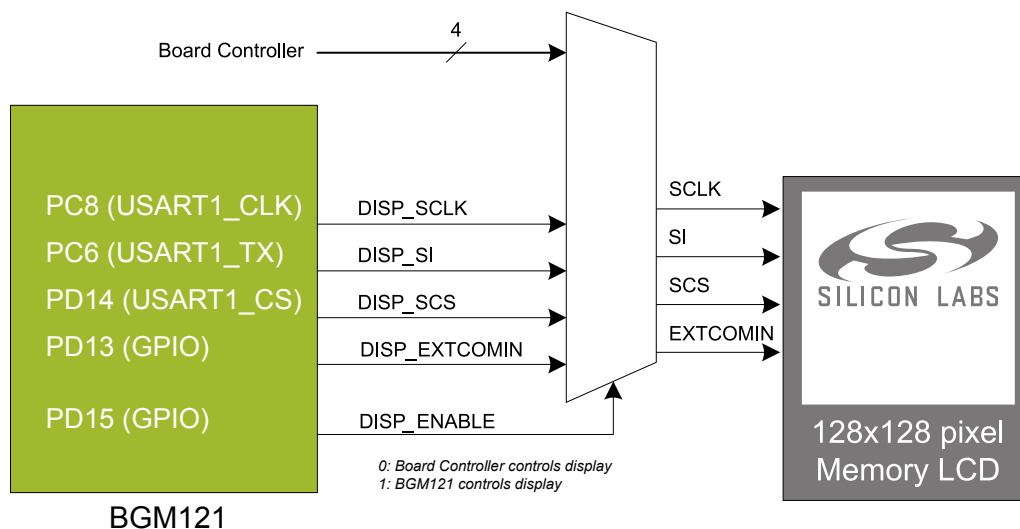 4
Board Controller
PC8 (USART1_CLK)
DISP_SCLK
SCLK
PC6 (USART1_TX)
DISP_SI
SI
PD14 (USART1_CS)
DISP_SCS
SCS
PD13 (GPIO)
DISP_EXTCOMIN
EXTCOMIN
PD15 (GPIO)
DISP_ENABLE
0: Board Controller controls display
1: BGM121 controls display
SILICON LABS
128x128 pixel
Memory LCD
BGM121